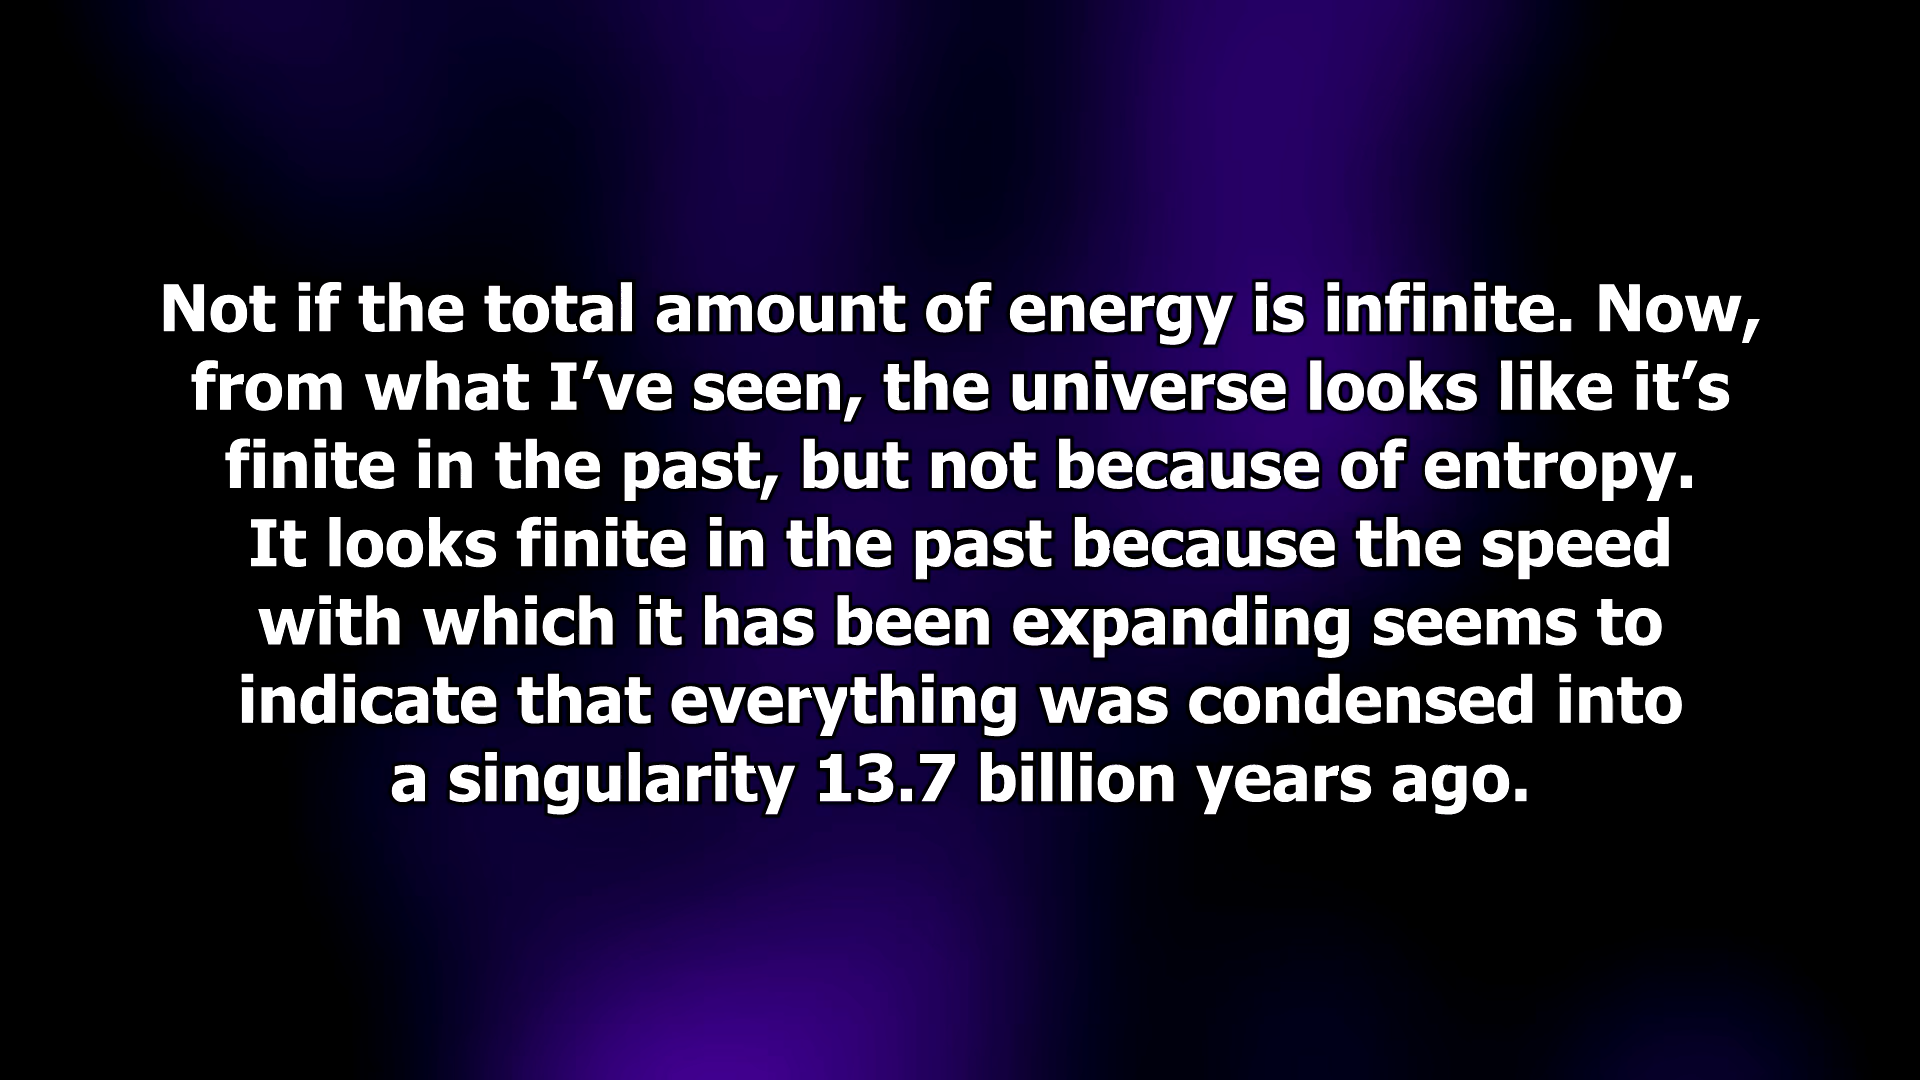 Not if the total amount of energy is infinite. Now,
from what I’ve seen, the universe looks like it’s
finite in the past, but not because of entropy.
It looks finite in the past because the speed
with which it has been expanding seems to
indicate that everything was condensed into
a singularity 13.7 billion years ago.